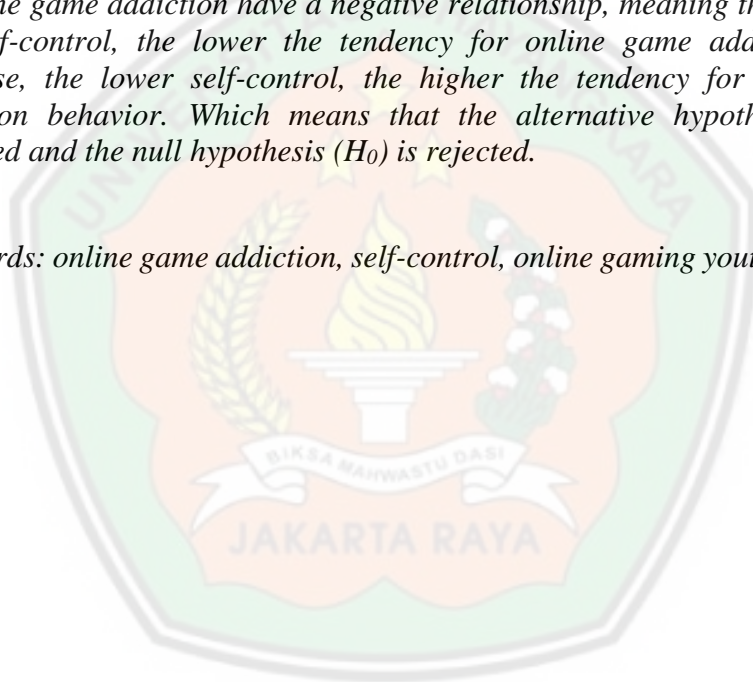 ne game addiction have a negative relationship, meaning th
lf-control, the lower the tendency for online game add
se, the lower self-control, the higher the tendency for
on behavior. Which means that the alternative hypoth
ed and the null hypothesis (H0) is rejected.
rds: online game addiction, self-control, online gaming you
BIKSA MAHWASTU DASI
JAKARTA RAYA